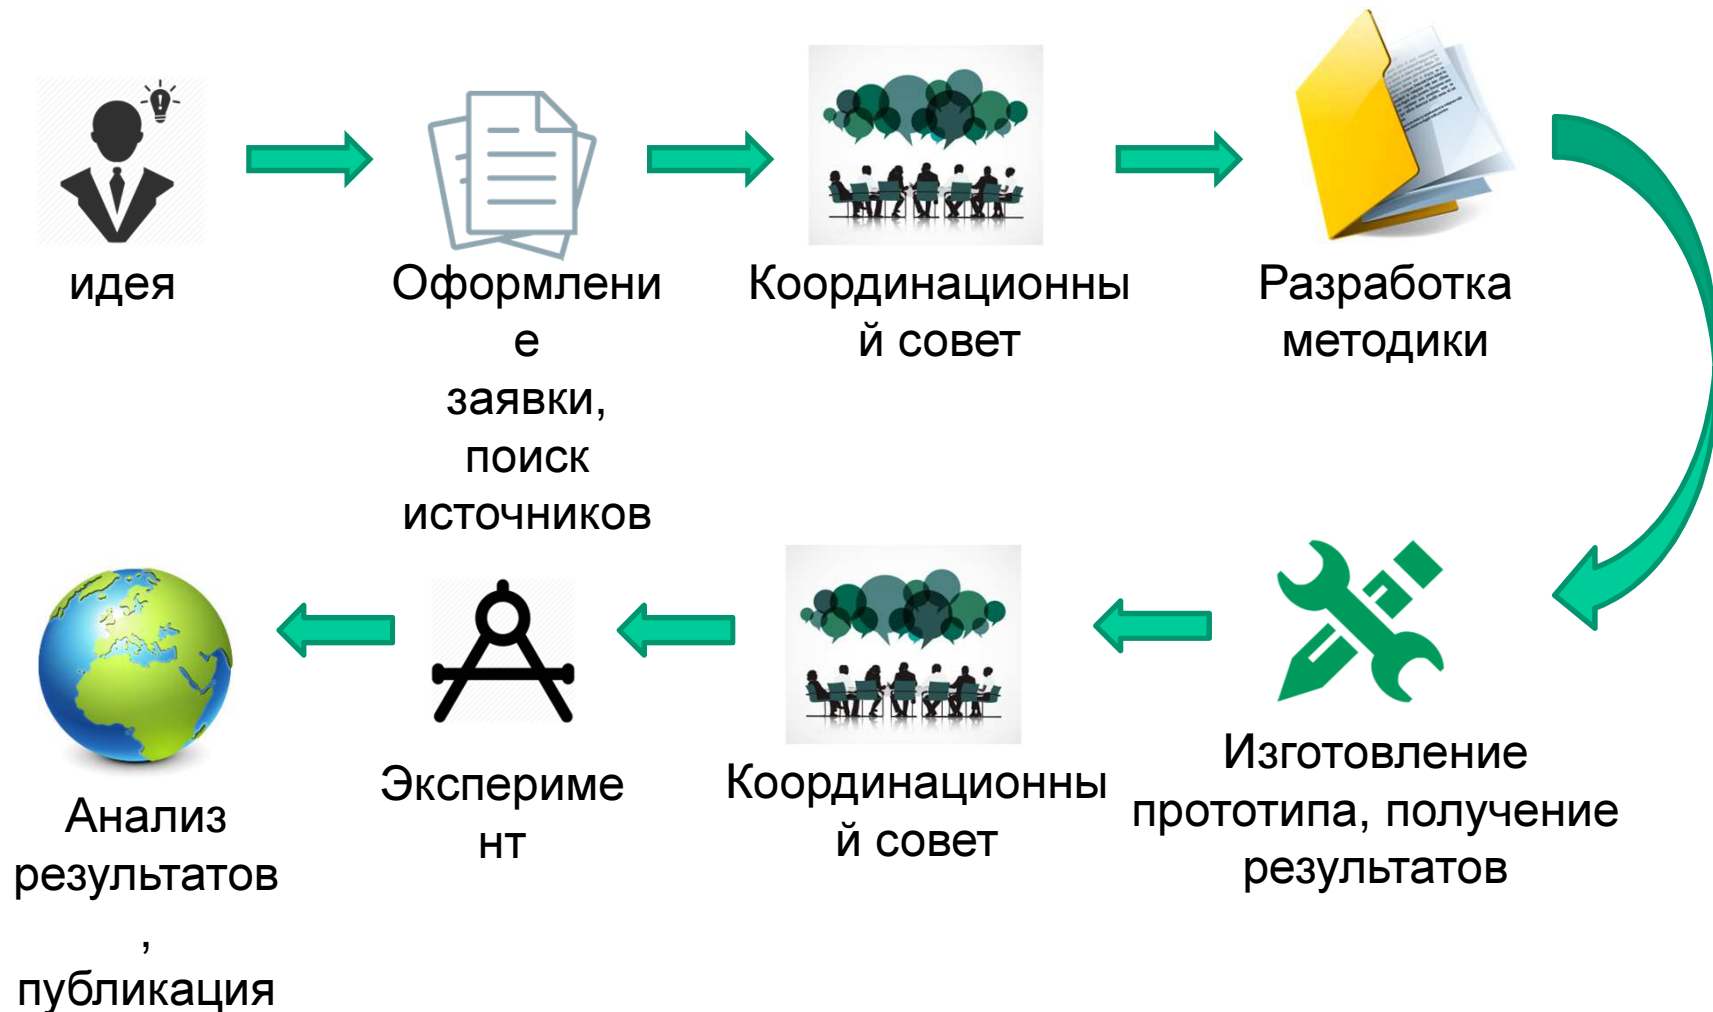 идея
Оформлени
е
заявки,
поиск
источников
Координационны
й совет
Разработка
методики
Изготовление
прототипа, получение
результатов
Координационны
й совет
Эксперимe
нт
Анализ
результатов
,
публикация